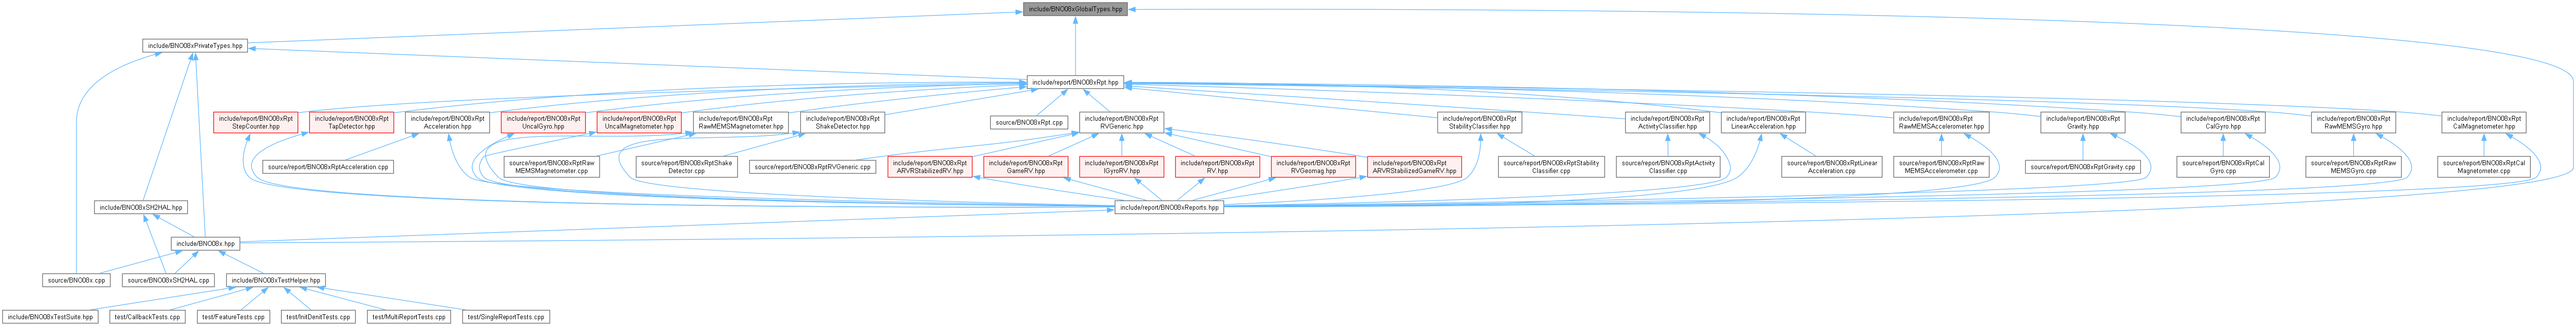 include/BNO08xGlobalTypes.hpp
include/BNO08xPrivateTypes.hpp
include/report/BNO08xRpt.hpp
include/report/BNO08xRpt
StepCounter.hpp
include/report/BNO08xRpt
TapDetector.hpp
include/report/BNO08xRpt
Acceleration.hpp
include/report/BNO08xRpt
UncalGyro.hpp
include/report/BNO08xRpt
UncalMagnetometer.hpp
include/report/BNO08xRpt
RawMEMSMagnetometer.hpp
include/report/BNO08xRpt
ShakeDetector.hpp
source/BNO08xRpt.cpp
include/report/BNO08xRpt
RVGeneric.hpp
include/report/BNO08xRpt
StabilityClassifier.hpp
include/report/BNO08xRpt
ActivityClassifier.hpp
include/report/BNO08xRpt
LinearAcceleration.hpp
include/report/BNO08xRpt
RawMEMSAccelerometer.hpp
include/report/BNO08xRpt
Gravity.hpp
include/report/BNO08xRpt
CalGyro.hpp
include/report/BNO08xRpt
RawMEMSGyro.hpp
include/report/BNO08xRpt
CalMagnetometer.hpp
source/report/BNO08xRptAcceleration.cpp
source/report/BNO08xRptRaw
MEMSMagnetometer.cpp
source/report/BNO08xRptShake
Detector.cpp
source/report/BNO08xRptRVGeneric.cpp
include/report/BNO08xRpt
ARVRStabilizedRV.hpp
include/report/BNO08xRpt
GameRV.hpp
include/report/BNO08xRpt
IGyroRV.hpp
include/report/BNO08xRpt
RV.hpp
include/report/BNO08xRpt
RVGeomag.hpp
include/report/BNO08xRpt
ARVRStabilizedGameRV.hpp
source/report/BNO08xRptStability
Classifier.cpp
source/report/BNO08xRptActivity
Classifier.cpp
source/report/BNO08xRptLinear
Acceleration.cpp
source/report/BNO08xRptRaw
MEMSAccelerometer.cpp
source/report/BNO08xRptGravity.cpp
source/report/BNO08xRptCal
Gyro.cpp
source/report/BNO08xRptRaw
MEMSGyro.cpp
source/report/BNO08xRptCal
Magnetometer.cpp
include/BNO08xSH2HAL.hpp
include/report/BNO08xReports.hpp
include/BNO08x.hpp
source/BNO08x.cpp
source/BNO08xSH2HAL.cpp
include/BNO08xTestHelper.hpp
include/BNO08xTestSuite.hpp
test/CallbackTests.cpp
test/FeatureTests.cpp
test/InitDenitTests.cpp
test/MultiReportTests.cpp
test/SingleReportTests.cpp